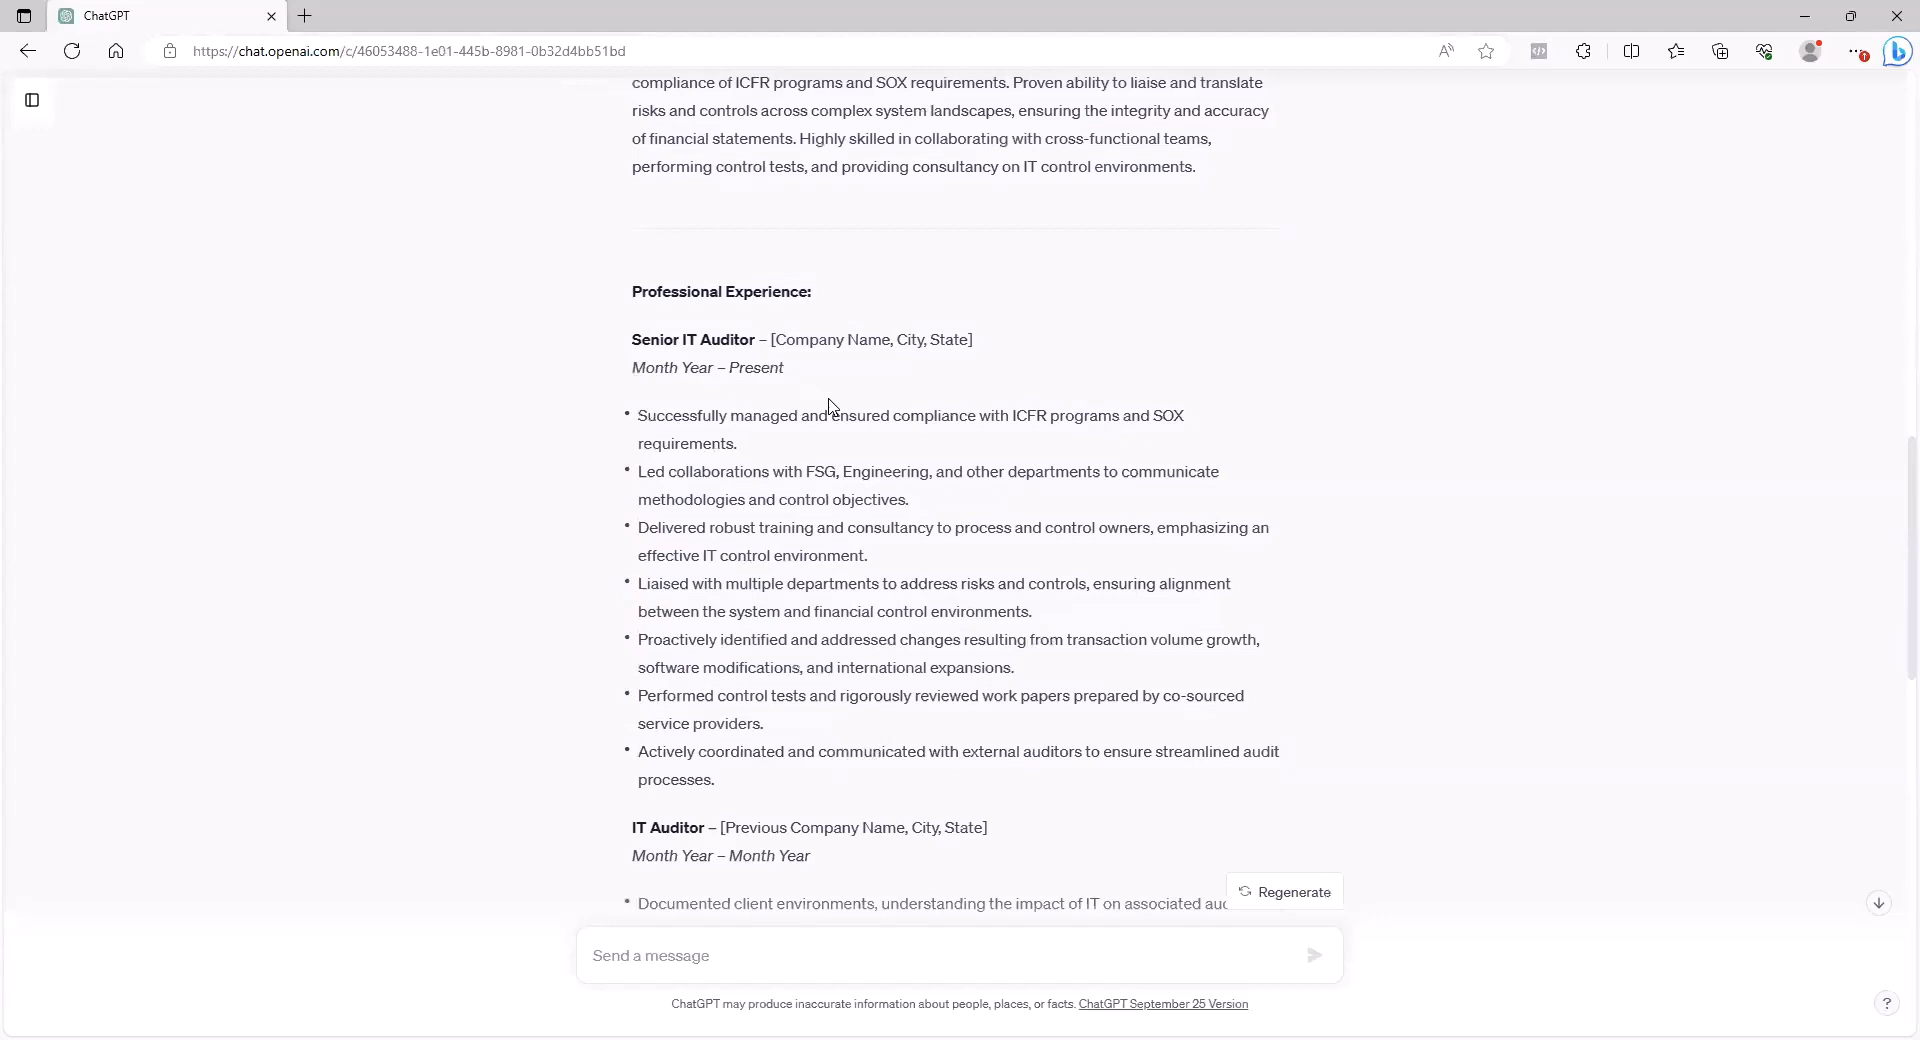 ChatGPT
https://chat.openai.com/c/46053488-1e01-445b-8981-0b32d4bb51bd
compliance of ICFR programs and SOX requirements. Proven ability to liaise and translate
risks and controls across complex system landscapes, ensuring the integrity and accuracy
of financial statements. Highly skilled in collaborating with cross-functional teams,
performing control tests, and providing consultancy on IT control environments.
Professional Experience:
Senior IT Auditor – [Company Name, City, State]
Month Year – Present
• Successfully managed and ensured compliance with ICFR programs and SOX
requirements.
• Led collaborations with FSG, Engineering, and other departments to communicate
methodologies and control objectives.
• Delivered robust training and consultancy to process and control owners, emphasizing an
effective IT control environment.
• Liaised with multiple departments to address risks and controls, ensuring alignment
between the system and financial control environments.
• Proactively identified and addressed changes resulting from transaction volume growth,
software modifications, and international expansions.
• Performed control tests and rigorously reviewed work papers prepared by co-sourced
service providers.
• Actively coordinated and communicated with external auditors to ensure streamlined audit
processes.
IT Auditor – [Previous Company Name, City, State]
Month Year – Month Year
Regenerate
• Documented client environments, understanding the impact of IT on associated
Send a message
ChatGPT may produce inaccurate information about people, places, or facts. ChatGPT September 25 Version
?